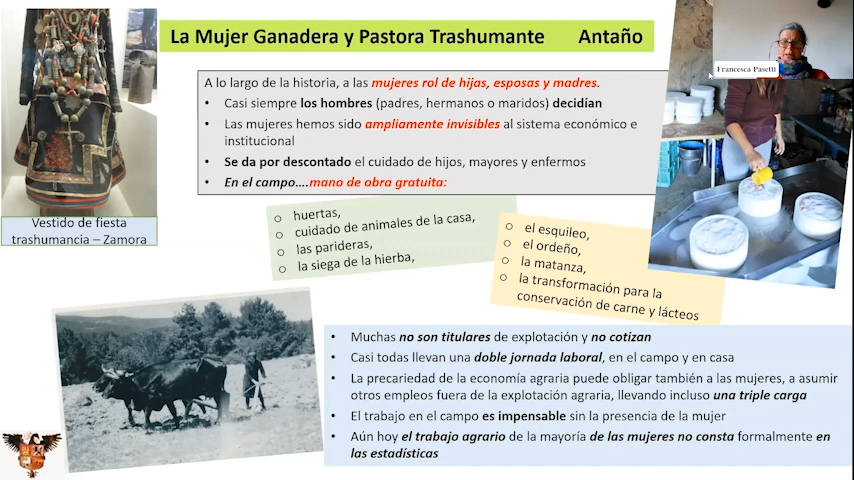 La Mujer Ganadera y Pastora Trashumante Antaño
Francesca Pasetti
A lo largo de la historia, a las mujeres rol de hijas, esposas y madres.
• Casi siempre los hombres (padres, hermanos o maridos) decidían
• Las mujeres hemos sido ampliamente invisibles al sistema económico e
institucional
• Se da por descontado el cuidado de hijos, mayores y enfermos
• En el campo....mano de obra gratuita:
Vestido de fiesta
trashumancia – Zamora
o huertas,
o cuidado de animales de la casa,
o las parideras,
o la siega de la hierba,
o el esquileo,
o el ordeño,
o la matanza,
o la transformación para la
conservación de carne y lácteos
• Muchas no son titulares de explotación y no cotizan
• Casi todas llevan una doble jornada laboral, en el campo y en casa
• La precariedad de la economía agraria puede obligar también a las mujeres, a asumir
otros empleos fuera de la explotación agraria, llevando incluso una triple carga
• El trabajo en el campo es impensable sin la presencia de la mujer
• Aún hoy el trabajo agrario de la mayoría de las mujeres no consta formalmente en
las estadísticas